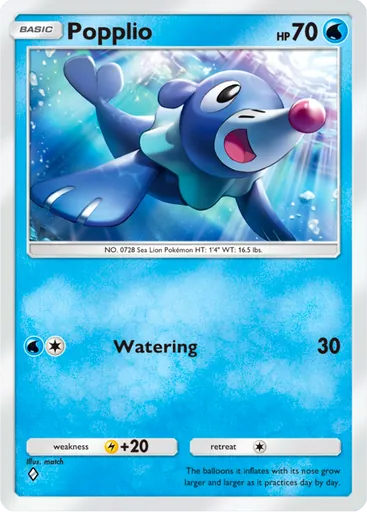 BASIC Popplio HP 70
NO. 0728 Sea Lion Pokémon HT: 1'4" WT: 16.5 lbs.
Watering 30
weakness +20 retreat
Illus. match
The balloons it inflates with its nose grow
larger and larger as it practices day by day.